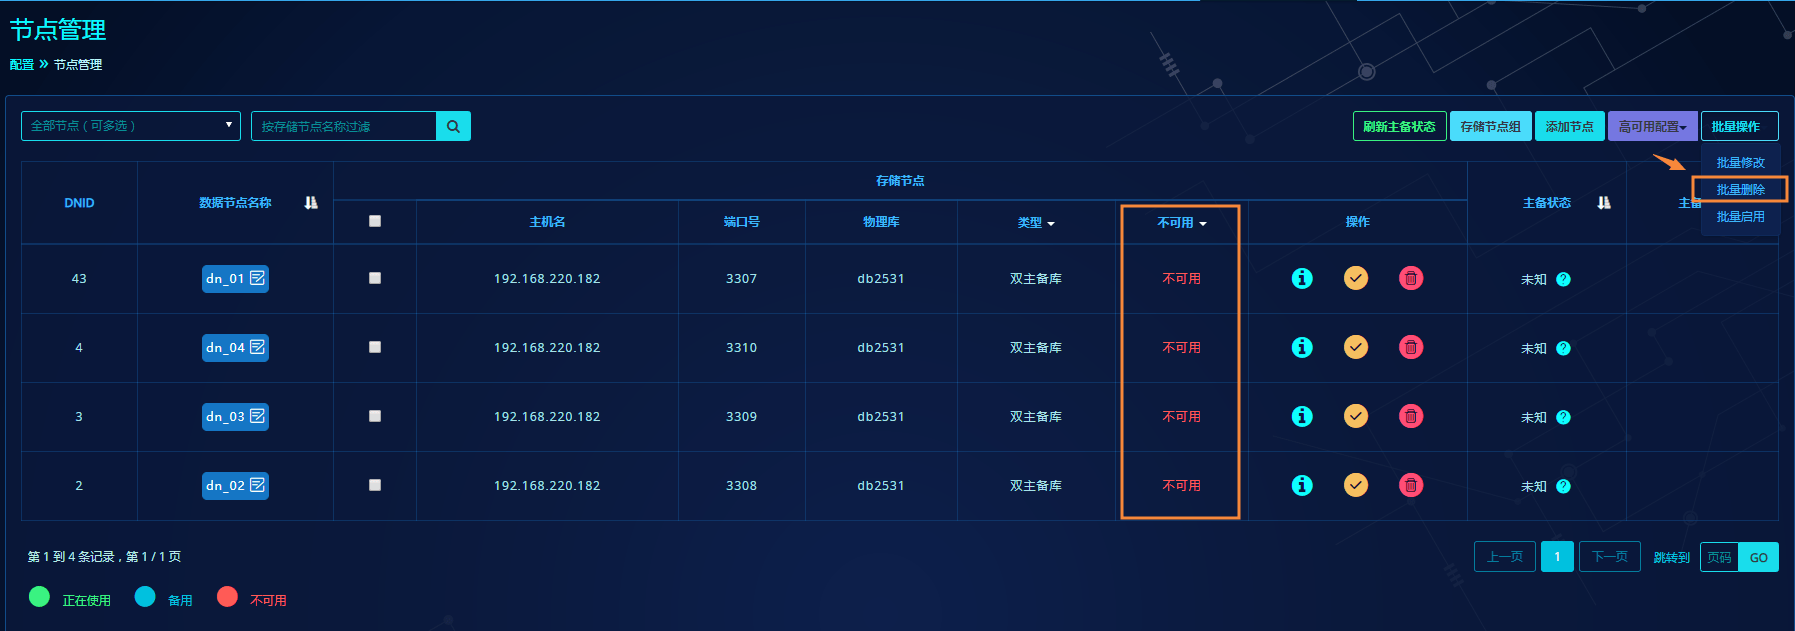 节点管理
配置 » 节点管理
全部节点（可多选） 按存储节点名称过滤 刷新主备状态 存储节点组 添加节点 高可用配置 批量操作
批量修改
批量删除
批量启用
DNID 数据节点名称 存储节点 主备状态 主备
主机名 端口号 物理库 类型 不可用 操作
43 dn_01 192.168.220.182 3307 db2531 双主备库 不可用 未知
4 dn_04 192.168.220.182 3310 db2531 双主备库 不可用 未知
3 dn_03 192.168.220.182 3309 db2531 双主备库 不可用 未知
2 dn_02 192.168.220.182 3308 db2531 双主备库 不可用 未知
第 1 到 4 条记录，第 1 / 1 页 上一页 1 下一页 跳转到 页码 GO
正在使用 备用 不可用